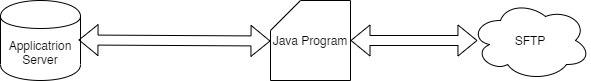 Applicatrion
Server
Java Program
SFTP